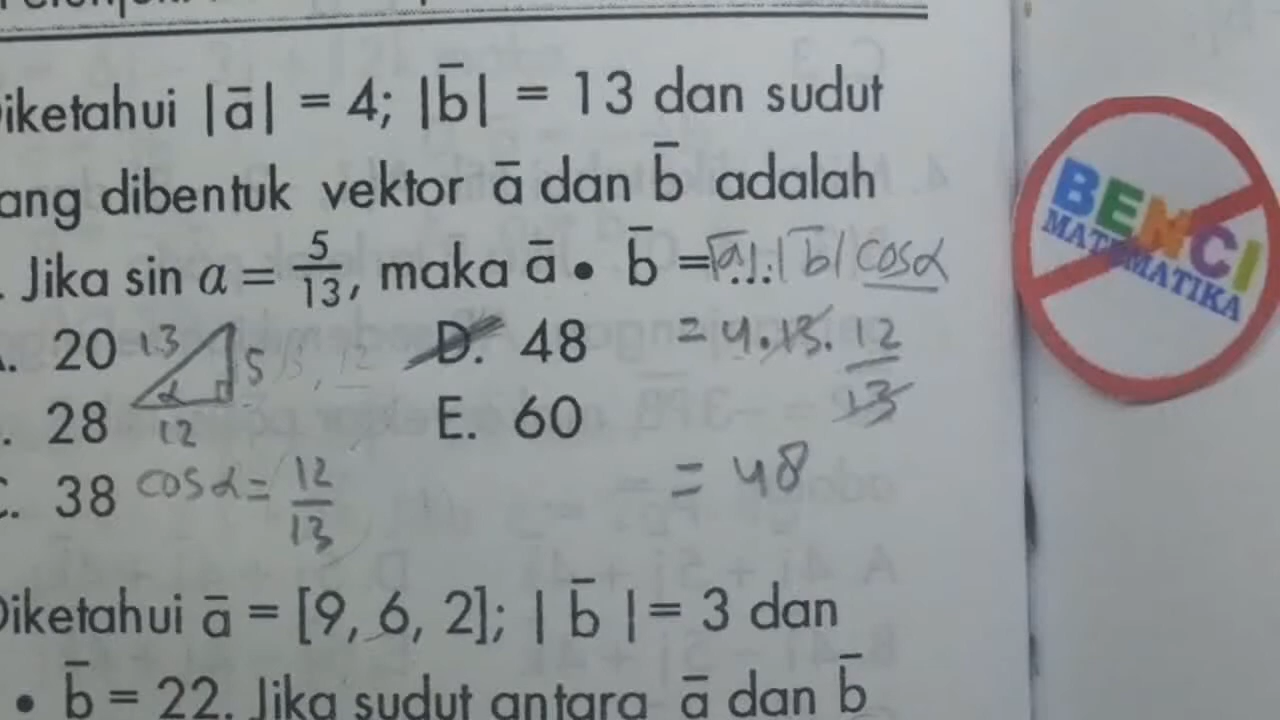 iketahui |a̅| = 4; |b̅| = 13 dan sudut
ang dibentuk vektor a̅ dan b̅ adalah
. Jika sin α = 5/13, maka a̅ • b̅ = ... |a̅|.|b̅| cos α
. 20 13 5 D. 48 = 4.13. 12/13
. 28 12 E. 60
C. 38 cos α = 12/13 = 48
Diketahui a̅ = [9, 6, 2]; | b̅ | = 3 dan
• b̅ = 22. Jika sudut antara a̅ dan b̅
BENCI
MATEMATIKA